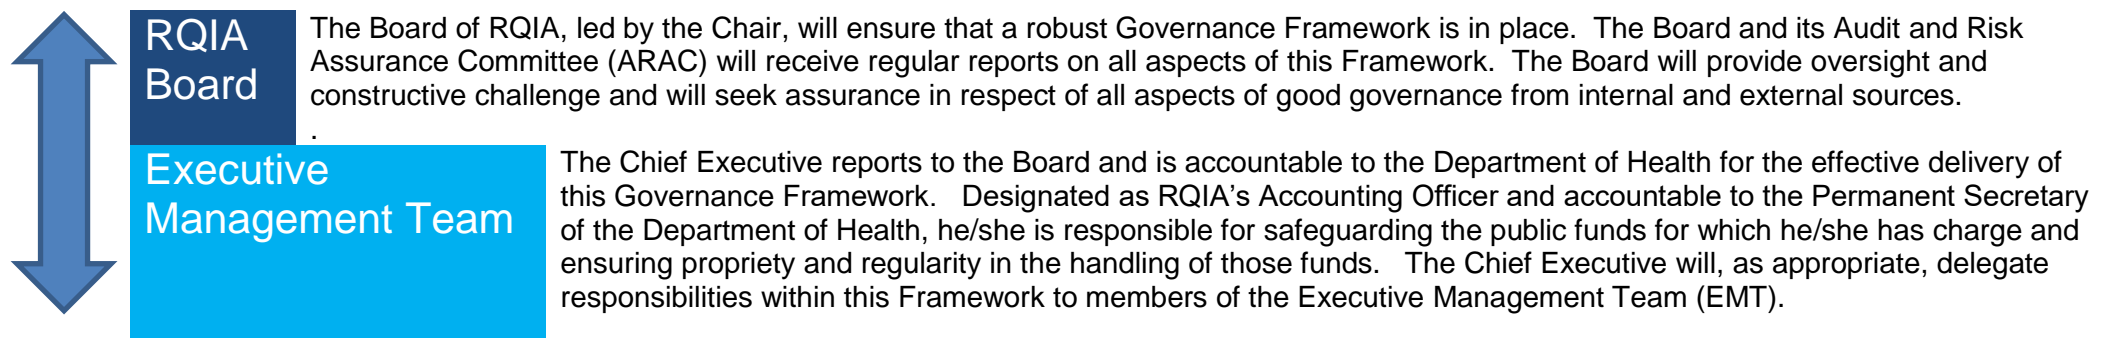 RQIA
Board
The Board of RQIA, led by the Chair, will ensure that a robust Governance Framework is in place.  The Board and its Audit and Risk
Assurance Committee (ARAC) will receive regular reports on all aspects of this Framework.  The Board will provide oversight and
constructive challenge and will seek assurance in respect of all aspects of good governance from internal and external sources.
.
Executive
Management Team
The Chief Executive reports to the Board and is accountable to the Department of Health for the effective delivery of
this Governance Framework.   Designated as RQIA’s Accounting Officer and accountable to the Permanent Secretary
of the Department of Health, he/she is responsible for safeguarding the public funds for which he/she has charge and
ensuring propriety and regularity in the handling of those funds.   The Chief Executive will, as appropriate, delegate
responsibilities within this Framework to members of the Executive Management Team (EMT).